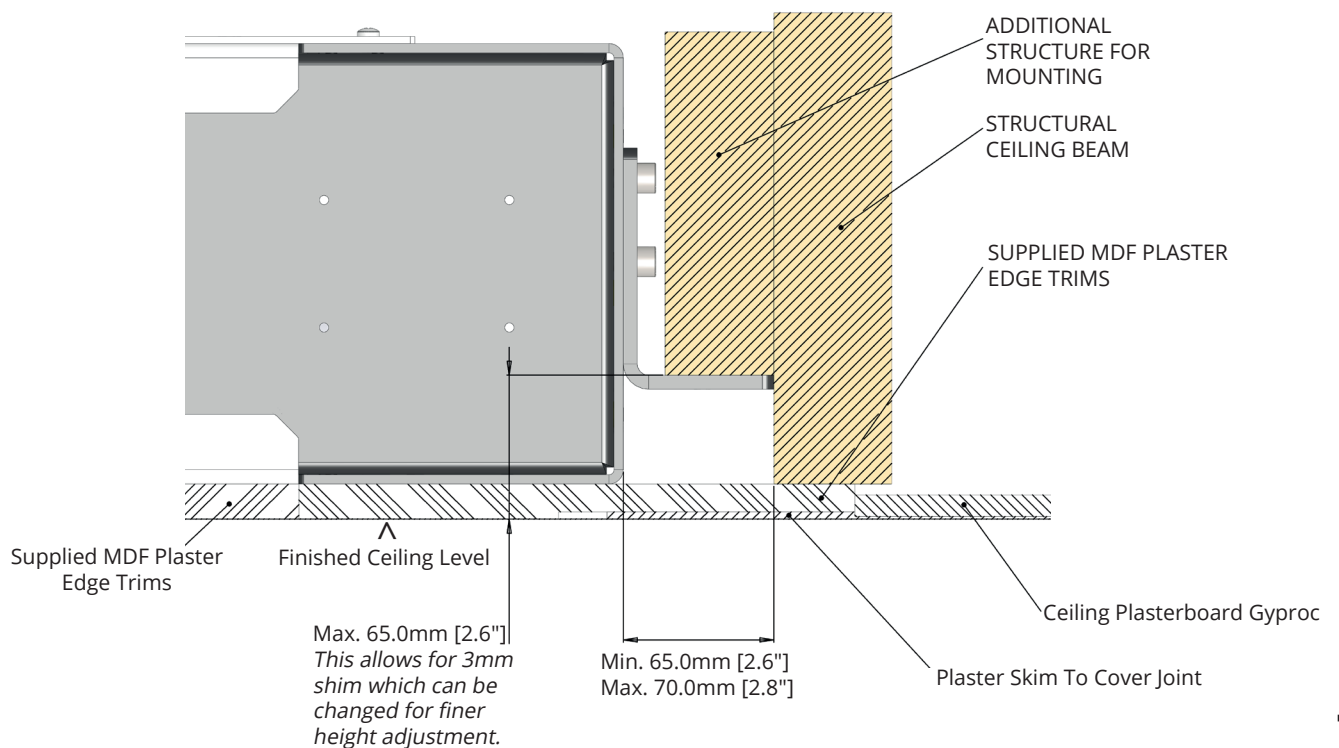 ADDITIONAL
STRUCTURE FOR
MOUNTING
STRUCTURAL
CEILING BEAM
SUPPLIED MDF PLASTER
EDGE TRIMS
Supplied MDF Plaster
Edge Trims
Finished Ceiling Level
Max. 65.0mm [2.6"]
This allows for 3mm
shim which can be
changed for finer
height adjustment.
Min. 65.0mm [2.6"]
Max. 70.0mm [2.8"]
Ceiling Plasterboard Gyproc
Plaster Skim To Cover Joint